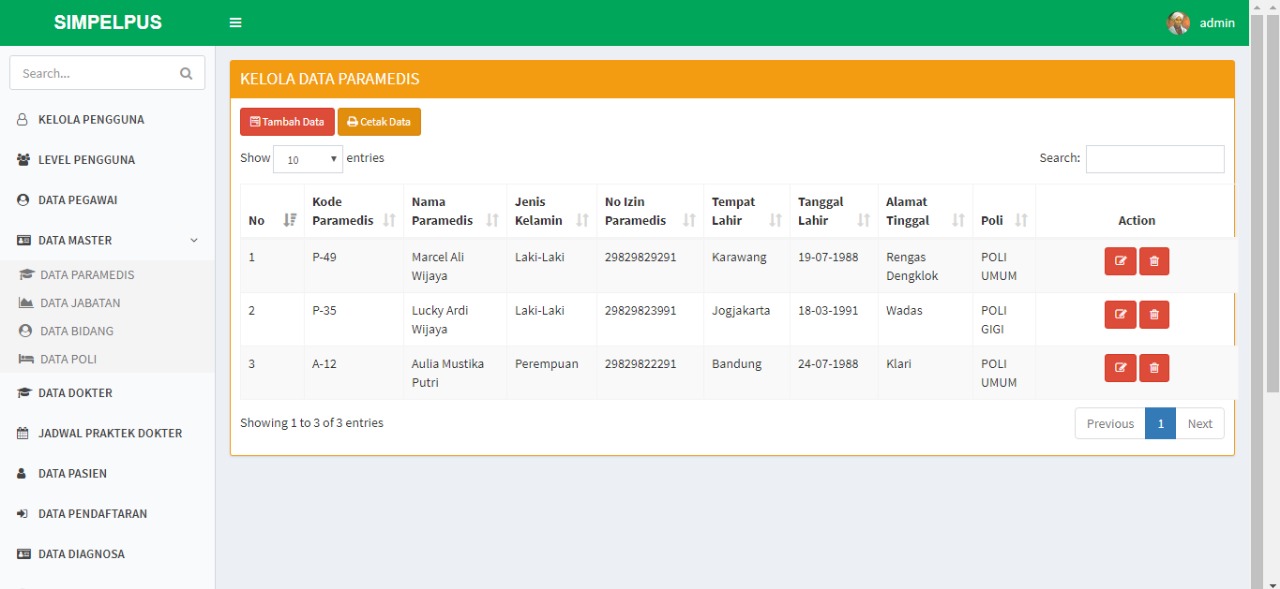 SIMPELPUS
admin
Search...
KELOLA PENGGUNA
LEVEL PENGGUNA
DATA PEGAWAI
DATA MASTER
DATA PARAMEDIS
DATA JABATAN
DATA BIDANG
DATA POLI
DATA DOKTER
JADWAL PRAKTEK DOKTER
DATA PASIEN
DATA PENDAFTARAN
DATA DIAGNOSA
KELOLA DATA PARAMEDIS
Tambah Data Cetak Data
Show 10 entries Search:
No Kode Paramedis Nama Paramedis Jenis Kelamin No Izin Paramedis Tempat Lahir Tanggal Lahir Alamat Tinggal Poli Action
1 P-49 Marcel Ali Wijaya Laki-Laki 29829829291 Karawang 19-07-1988 Rengas Dengklok POLI UMUM
2 P-35 Lucky Ardi Wijaya Laki-Laki 29829823991 Jogjakarta 18-03-1991 Wadas POLI GIGI
3 A-12 Aulia Mustika Putri Perempuan 29829822291 Bandung 24-07-1988 Klari POLI UMUM
Showing 1 to 3 of 3 entries Previous 1 Next